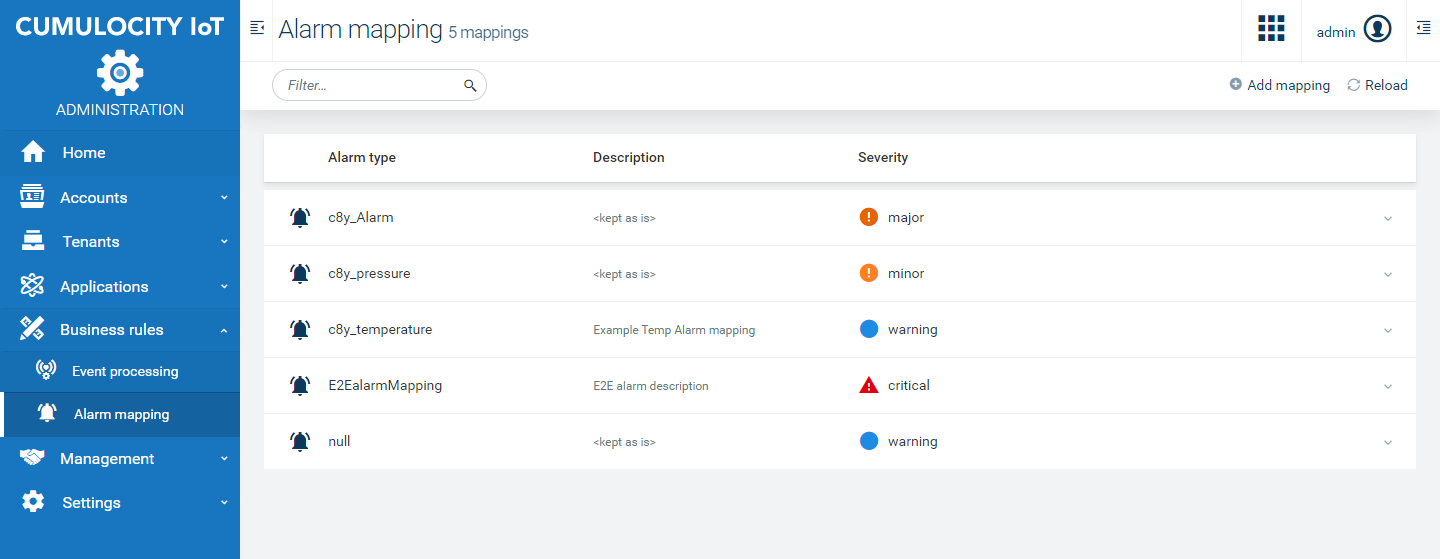 CUMULOCITY IoT
ADMINISTRATION
Home
Accounts
Tenants
Applications
Business rules
Event processing
Alarm mapping
Management
Settings
Alarm mapping 5 mappings
admin
Filter...
Add mapping
Reload
Alarm type Description Severity
c8y_Alarm <kept as is> major
c8y_pressure <kept as is> minor
c8y_temperature Example Temp Alarm mapping warning
E2EalarmMapping E2E alarm description critical
null <kept as is> warning